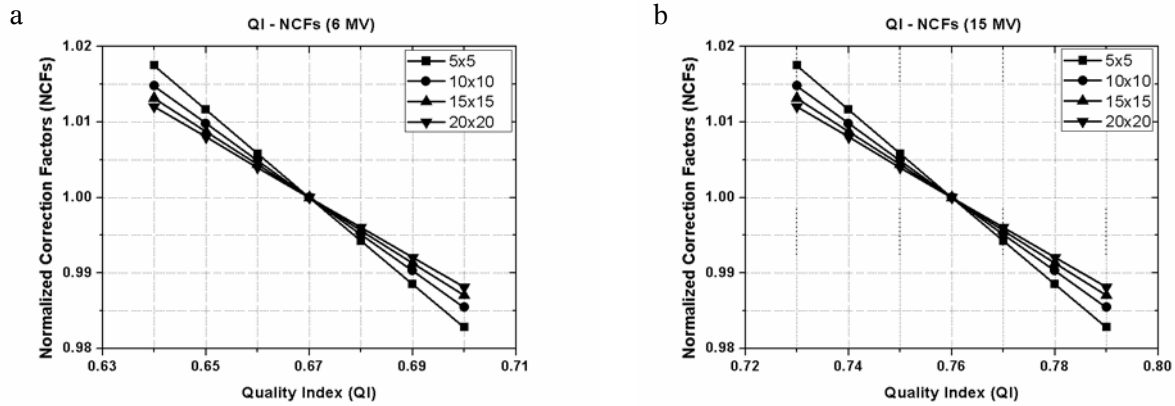 a
QI - NCFs (6 MV)
Normalized Correction Factors (NCFs)
1.02
1.01
1.00
0.99
0.98
5x5
10x10
15x15
20x20
0.63
0.65
0.67
0.69
0.71
Quality Index (QI)
b
QI - NCFs (15 MV)
Normalized Correction Factors (NCFs)
1.02
1.01
1.00
0.99
0.98
5x5
10x10
15x15
20x20
0.72
0.74
0.76
0.78
0.80
Quality Index (QI)